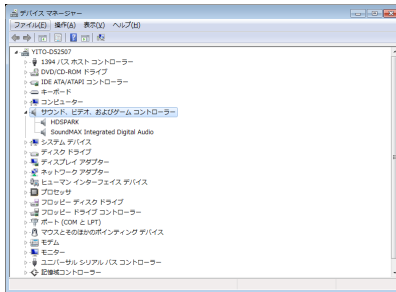 デバイス マネージャー
ファイル(F) 操作(A) 表示(V) ヘルプ(H)
YITO-D52507
1394 バス ホスト コントローラー
DVD/CD-ROM ドライブ
IDE ATA/ATAPI コントローラー
キーボード
コンピューター
サウンド、ビデオ、およびゲーム コントローラー
HDSPARK
SoundMAX Integrated Digital Audio
システム デバイス
ディスク ドライブ
ディスプレイ アダプター
ネットワーク アダプター
ヒューマン インターフェイス デバイス
プロセッサ
フロッピー ディスク ドライブ
フロッピー ドライブ コントローラー
ポート (COM と LPT)
マウスとそのほかのポインティング デバイス
モデム
モニター
ユニバーサル シリアル バス コントローラー
記憶域コントローラー